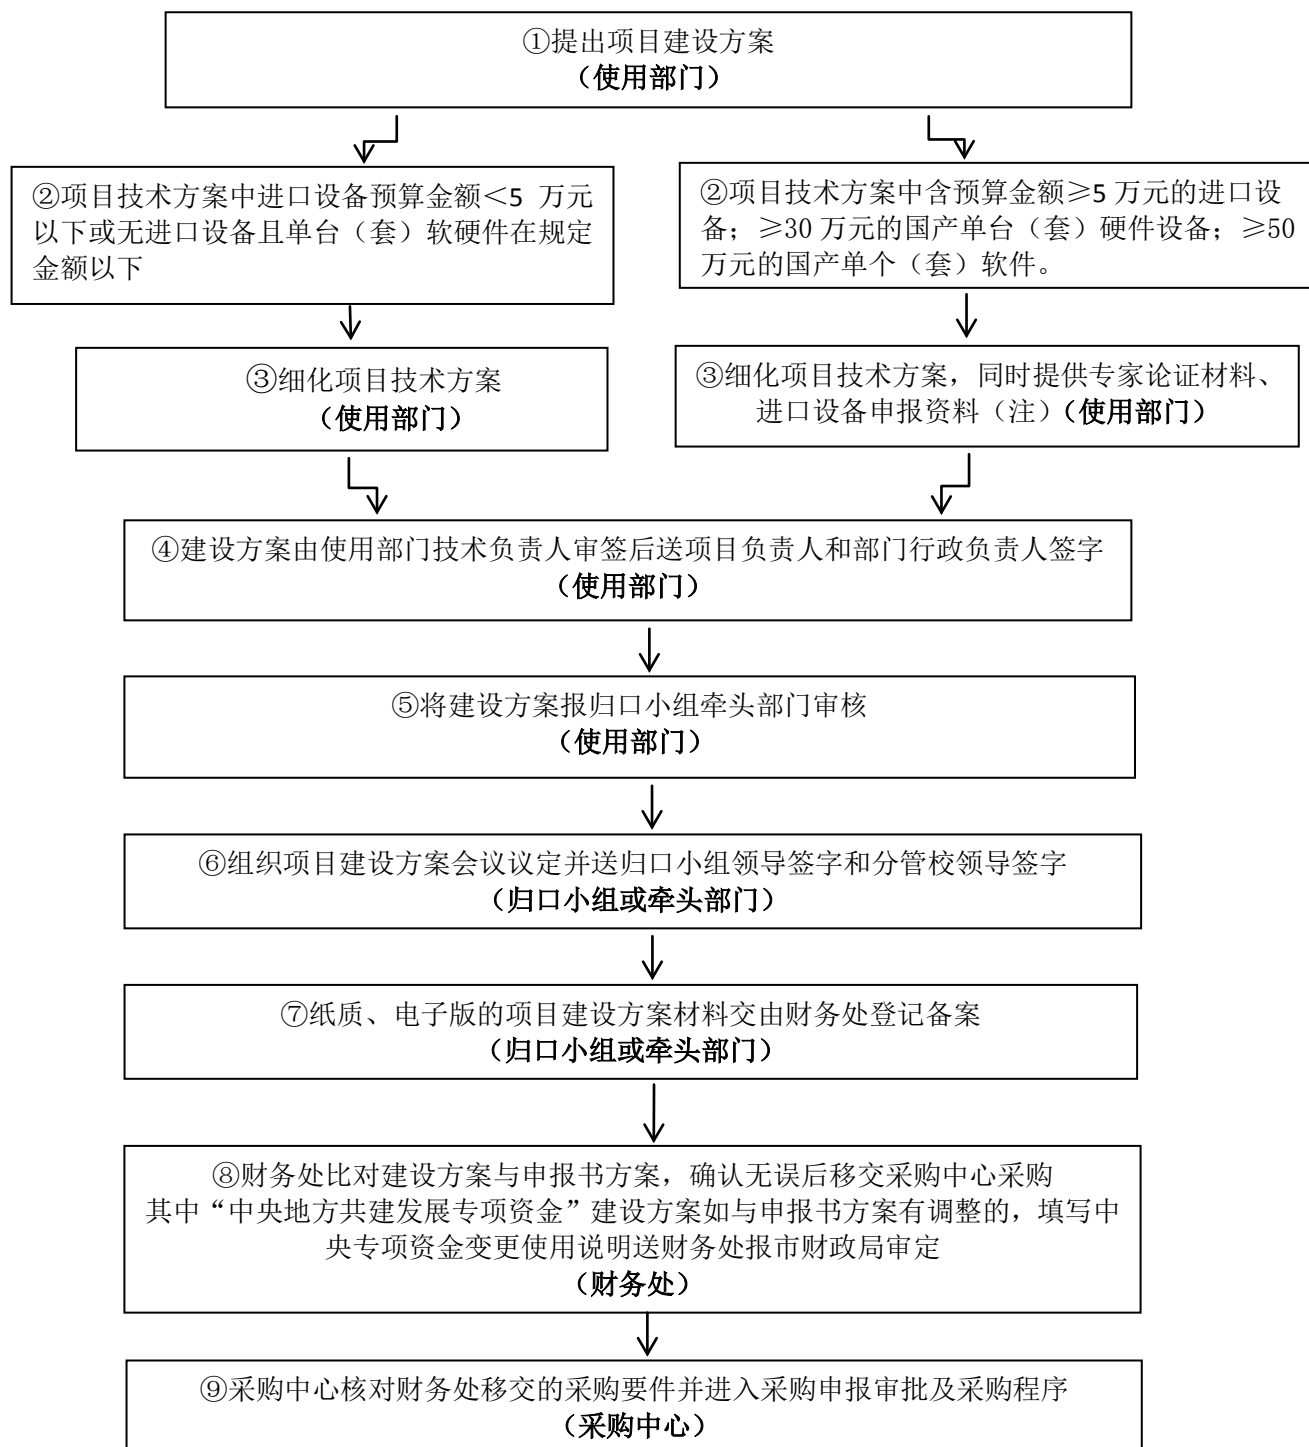 ①提出项目建设方案
（使用部门）
②项目技术方案中进口设备预算金额＜5 万元
以下或无进口设备且单台（套）软硬件在规定
金额以下
②项目技术方案中含预算金额≥5 万元的进口设
备；≥30 万元的国产单台（套）硬件设备；≥50
万元的国产单个（套）软件。
③细化项目技术方案
（使用部门）
③细化项目技术方案，同时提供专家论证材料、
进口设备申报资料（注）（使用部门）
④建设方案由使用部门技术负责人审签后送项目负责人和部门行政负责人签字
（使用部门）
⑤将建设方案报归口小组牵头部门审核
（使用部门）
⑥组织项目建设方案会议议定并送归口小组领导签字和分管校领导签字
（归口小组或牵头部门）
⑦纸质、电子版的项目建设方案材料交由财务处登记备案
（归口小组或牵头部门）
⑧财务处比对建设方案与申报书方案，确认无误后移交采购中心采购
其中“中央地方共建发展专项资金”建设方案如与申报书方案有调整的，填写中
央专项资金变更使用说明送财务处报市财政局审定
（财务处）
⑨采购中心核对财务处移交的采购要件并进入采购申报审批及采购程序
（采购中心）